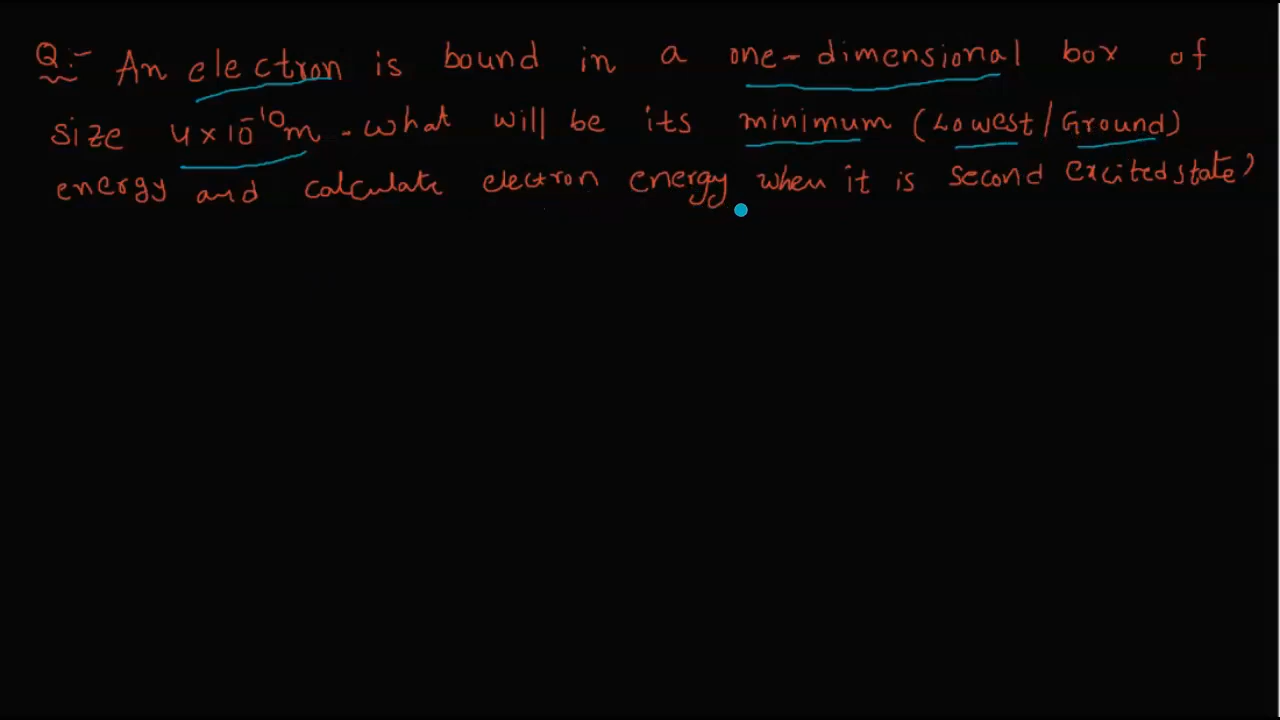 Q:- An electron is bound in a one-dimensional box of
size 4×10⁻¹⁰m. what will be its minimum (Lowest/Ground)
energy and calculate electron energy when it is second excited state?